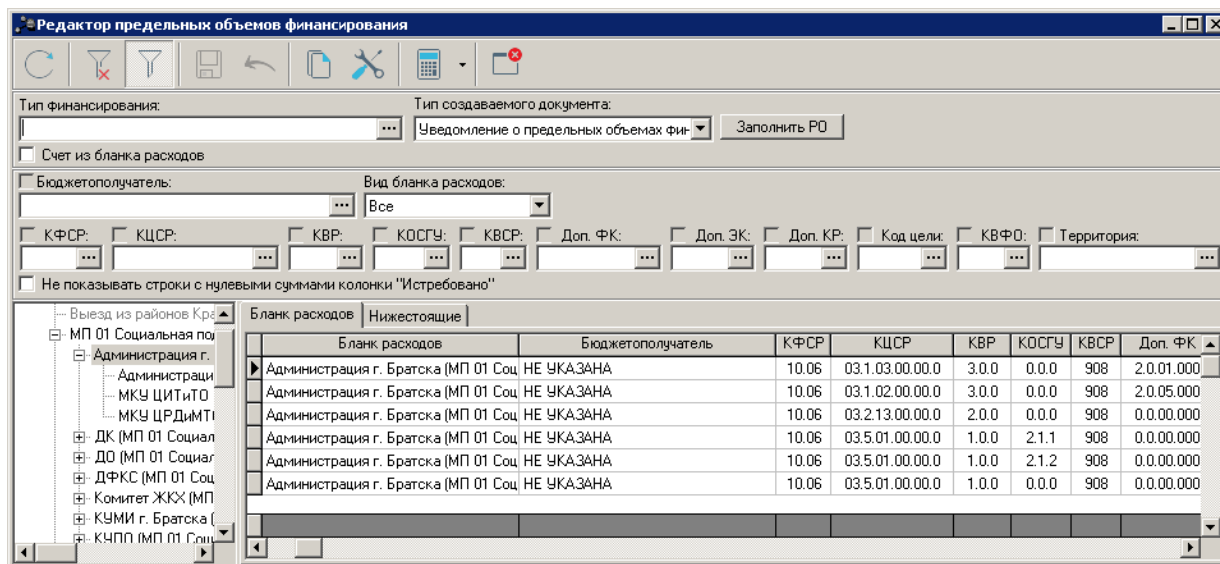 Редактор предельных объемов финансирования
Тип финансирования: Тип создаваемого документа:
Уведомление о предельных объемах фин Заполнить РО
Счет из бланка расходов
Бюджетополучатель: Вид бланка расходов:
Все
КФСР: КЦСР: КВР: КОСГУ: КВСР: Доп. ФК: Доп. ЭК: Доп. КР: Код цели: КВФО: Территория:
Не показывать строки с нулевыми суммами колонки "Истребовано"
Выезд из районов Кра
МП 01 Социальная по
Администрация г.
Администраци
МКУ ЦИТиТО
МКУ ЦРДиМТ
ДК (МП 01 Социал
ДО (МП 01 Социал
ДФКС (МП 01 Соц
Комитет ЖКХ (МП
КУМИ г. Братска (
КУПО (МП 01 Соци
Бланк расходов Нижестоящие
Бланк расходов Бюджетополучатель КФСР КЦСР КВР КОСГУ КВСР Доп. ФК
Администрация г. Братска (МП 01 Соц НЕ УКАЗАНА 10.06 03.1.03.00.00.0 3.0.0 0.0.0 908 2.0.01.000
Администрация г. Братска (МП 01 Соц НЕ УКАЗАНА 10.06 03.1.02.00.00.0 3.0.0 0.0.0 908 2.0.05.000
Администрация г. Братска (МП 01 Соц НЕ УКАЗАНА 10.06 03.2.13.00.00.0 2.0.0 0.0.0 908 0.0.00.000
Администрация г. Братска (МП 01 Соц НЕ УКАЗАНА 10.06 03.5.01.00.00.0 1.0.0 2.1.1 908 0.0.00.000
Администрация г. Братска (МП 01 Соц НЕ УКАЗАНА 10.06 03.5.01.00.00.0 1.0.0 2.1.2 908 0.0.00.000
Администрация г. Братска (МП 01 Соц НЕ УКАЗАНА 10.06 03.5.01.00.00.0 1.0.0 0.0.0 908 0.0.00.000